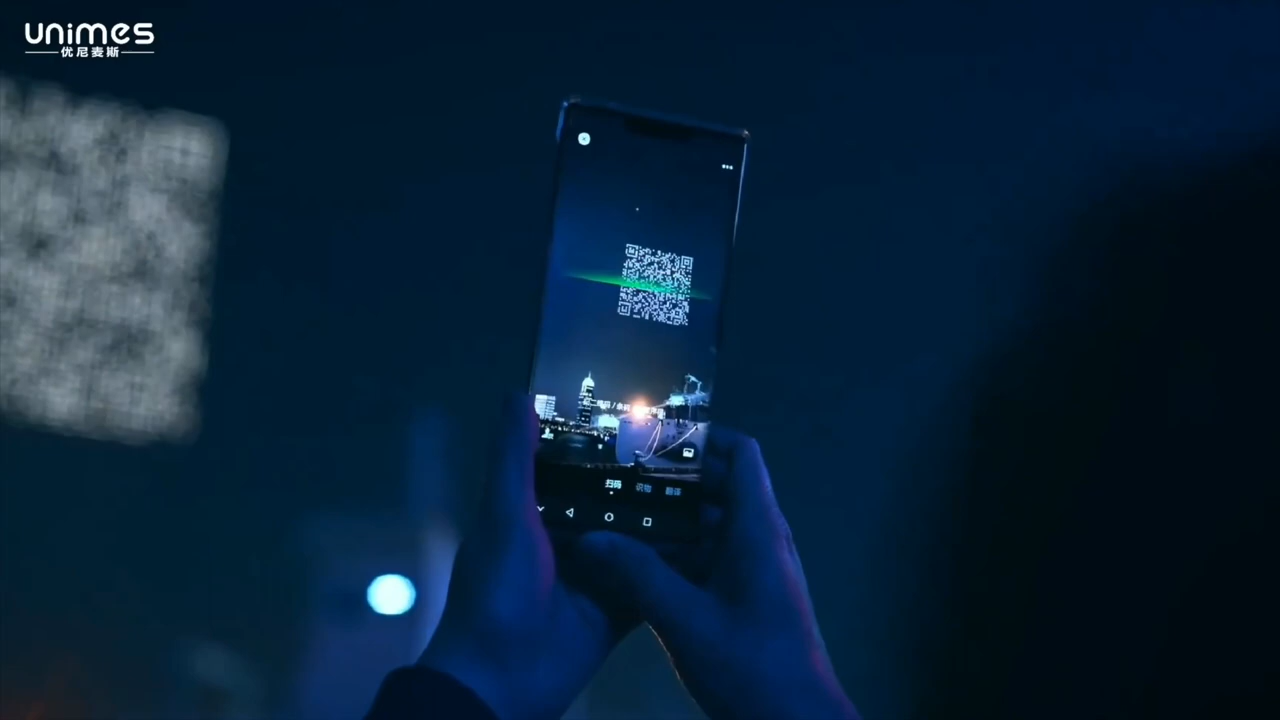 unimes
优尼麦斯
扫码 识物 翻译